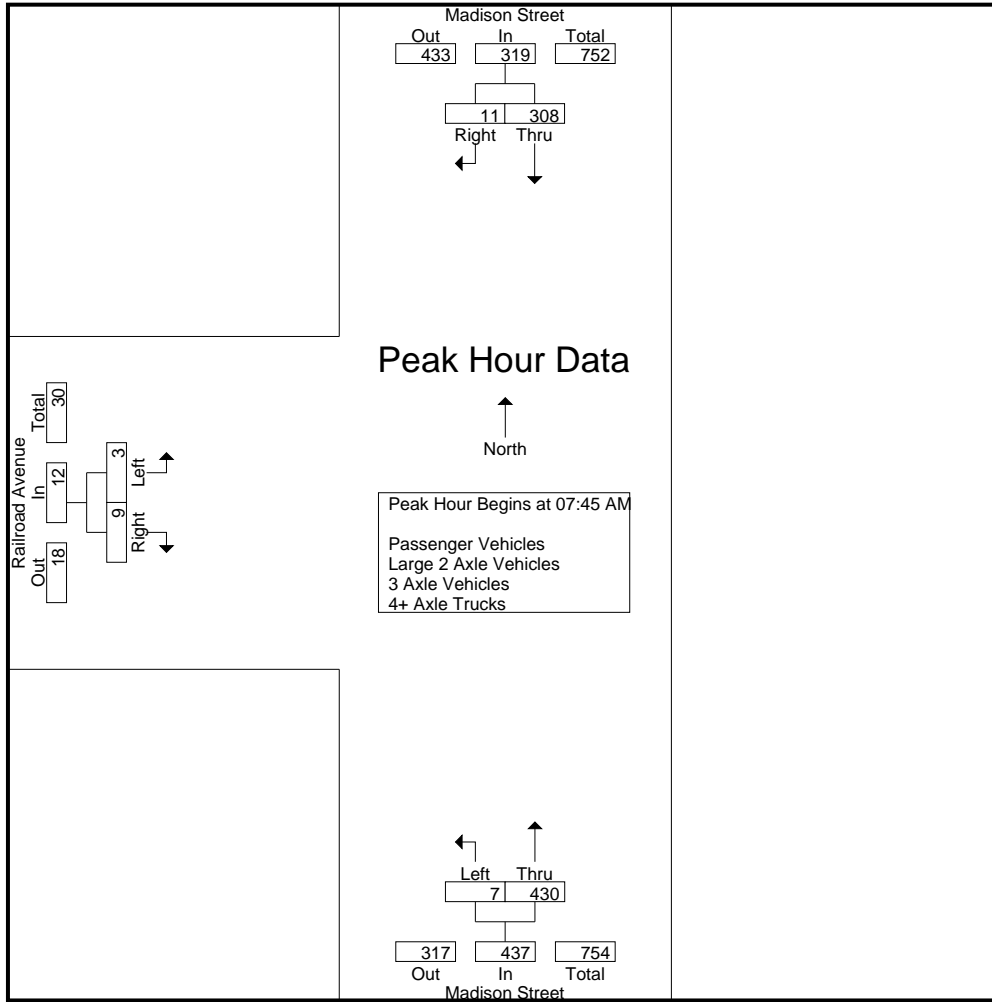 Madison Street
Out In Total
433 319 752
11 308
Right Thru
Peak Hour Data
North
Peak Hour Begins at 07:45 AM
Passenger Vehicles
Large 2 Axle Vehicles
3 Axle Vehicles
4+ Axle Trucks
Railroad Avenue
Out In Total
18 12 30
9 3
Right Left
Left Thru
7 430
317 437 754
Out In Total
Madison Street